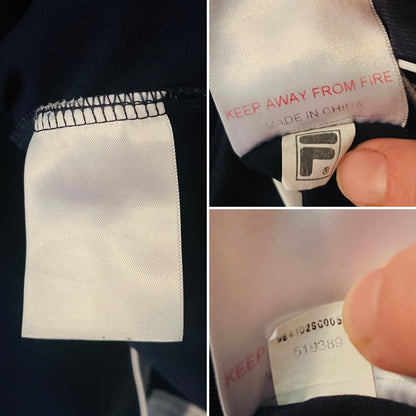 KEEP AWAY FROM FIRE
MADE IN CHINA
F
®
519389
KEEP